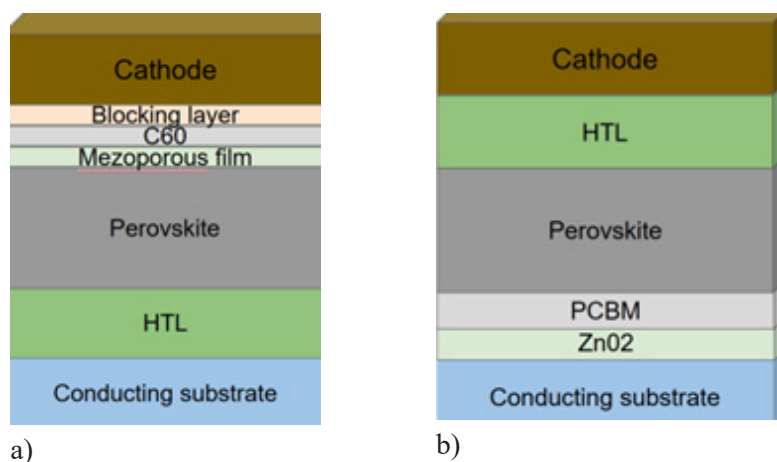 Cathode
Blocking layer
C60
Mezoporous film
Perovskite
HTL
Conducting substrate
a)
Cathode
HTL
Perovskite
PCBM
Zn02
Conducting substrate
b)